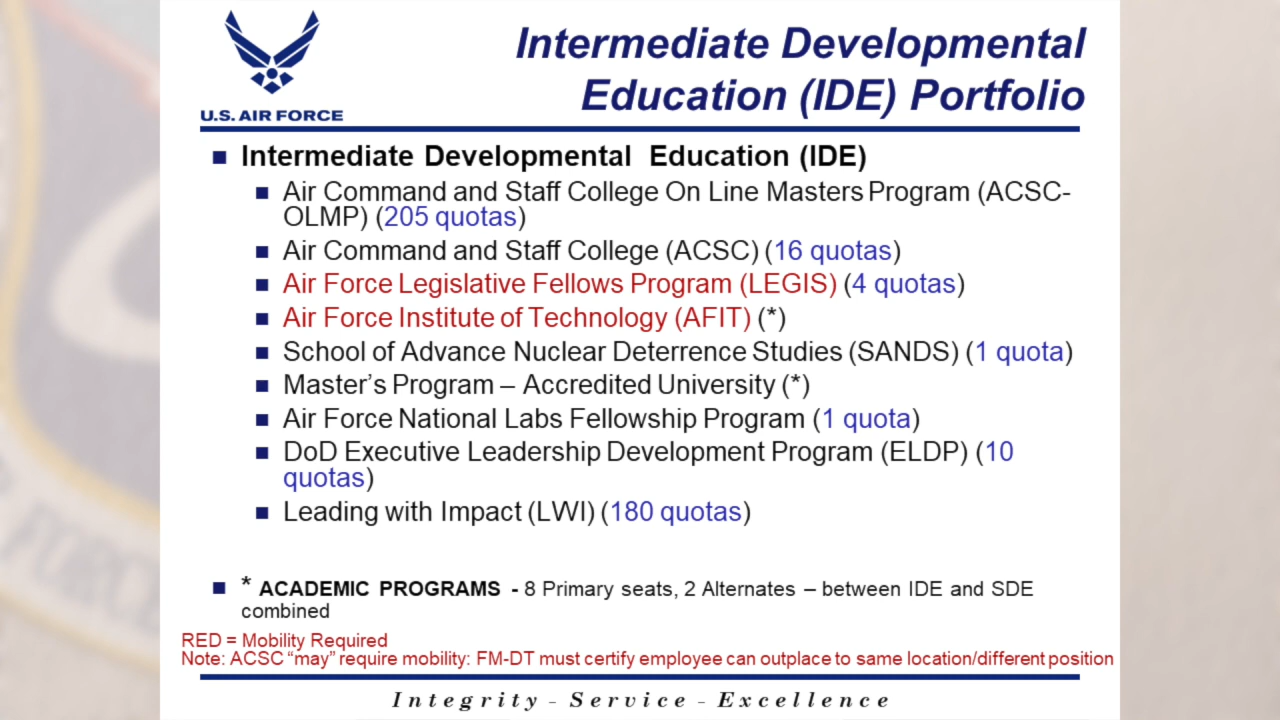 U.S. AIR FORCE
Intermediate Developmental
Education (IDE) Portfolio
Intermediate Developmental Education (IDE)
Air Command and Staff College On Line Masters Program (ACSC-
OLMP) (205 quotas)
Air Command and Staff College (ACSC) (16 quotas)
Air Force Legislative Fellows Program (LEGIS) (4 quotas)
Air Force Institute of Technology (AFIT) (*)
School of Advance Nuclear Deterrence Studies (SANDS) (1 quota)
Master's Program – Accredited University (*)
Air Force National Labs Fellowship Program (1 quota)
DoD Executive Leadership Development Program (ELDP) (10
quotas)
Leading with Impact (LWI) (180 quotas)
* ACADEMIC PROGRAMS - 8 Primary seats, 2 Alternates – between IDE and SDE
combined
RED = Mobility Required
Note: ACSC "may" require mobility: FM-DT must certify employee can outplace to same location/different position
Integrity - Service - Excellence